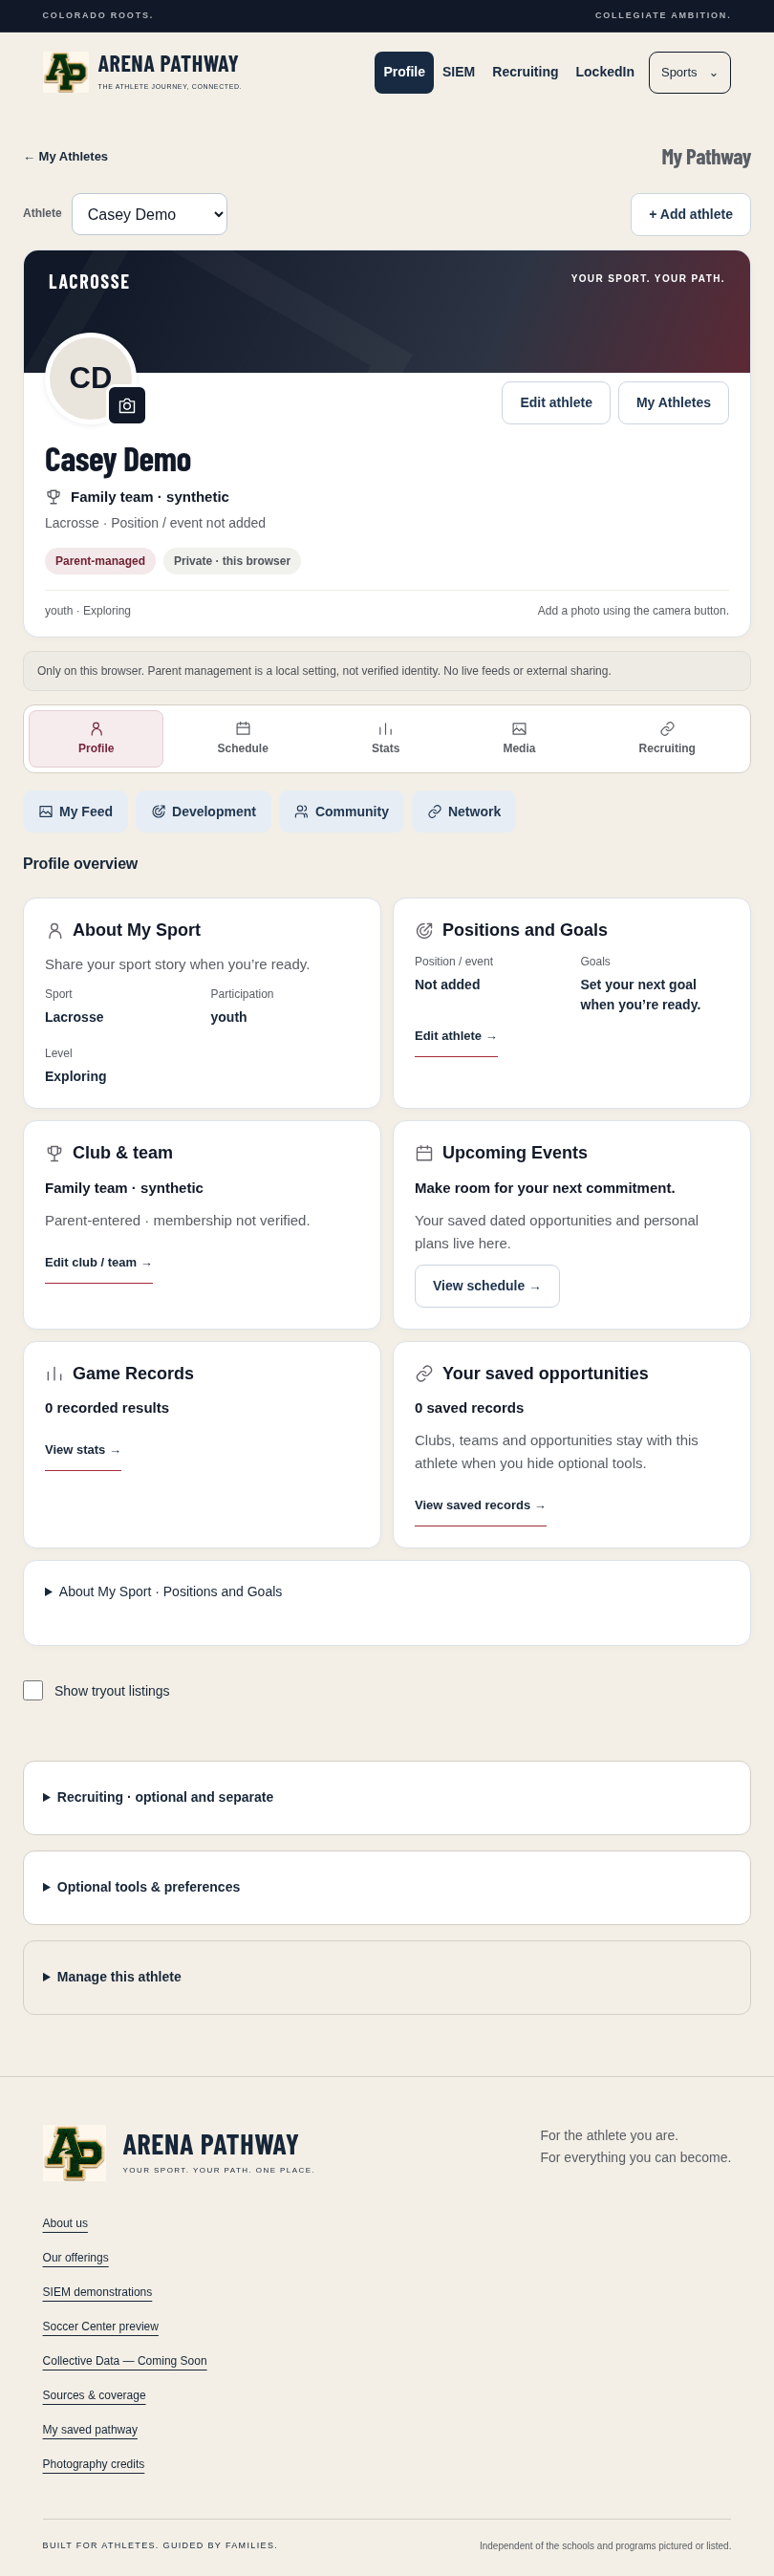 COLORADO ROOTS.
COLLEGIATE AMBITION.
AP
ARENA PATHWAY
THE ATHLETE JOURNEY, CONNECTED.
Profile
SIEM
Recruiting
LockedIn
Sports
← My Athletes
My Pathway
Athlete
Casey Demo
+ Add athlete
LACROSSE
YOUR SPORT. YOUR PATH.
CD
Edit athlete
My Athletes
Casey Demo
Family team · synthetic
Lacrosse · Position / event not added
Parent-managed
Private · this browser
youth · Exploring
Add a photo using the camera button.
Only on this browser. Parent management is a local setting, not verified identity. No live feeds or external sharing.
Profile
Schedule
Stats
Media
Recruiting
My Feed
Development
Community
Network
Profile overview
About My Sport
Share your sport story when you’re ready.
Sport
Participation
Lacrosse
youth
Level
Exploring
Positions and Goals
Position / event
Goals
Not added
Set your next goal
when you’re ready.
Edit athlete →
Club & team
Family team · synthetic
Parent-entered · membership not verified.
Edit club / team →
Upcoming Events
Make room for your next commitment.
Your saved dated opportunities and personal
plans live here.
View schedule →
Game Records
0 recorded results
View stats →
Your saved opportunities
0 saved records
Clubs, teams and opportunities stay with this
athlete when you hide optional tools.
View saved records →
About My Sport · Positions and Goals
Show tryout listings
Recruiting · optional and separate
Optional tools & preferences
Manage this athlete
AP
ARENA PATHWAY
YOUR SPORT. YOUR PATH. ONE PLACE.
For the athlete you are.
For everything you can become.
About us
Our offerings
SIEM demonstrations
Soccer Center preview
Collective Data — Coming Soon
Sources & coverage
My saved pathway
Photography credits
BUILT FOR ATHLETES. GUIDED BY FAMILIES.
Independent of the schools and programs pictured or listed.